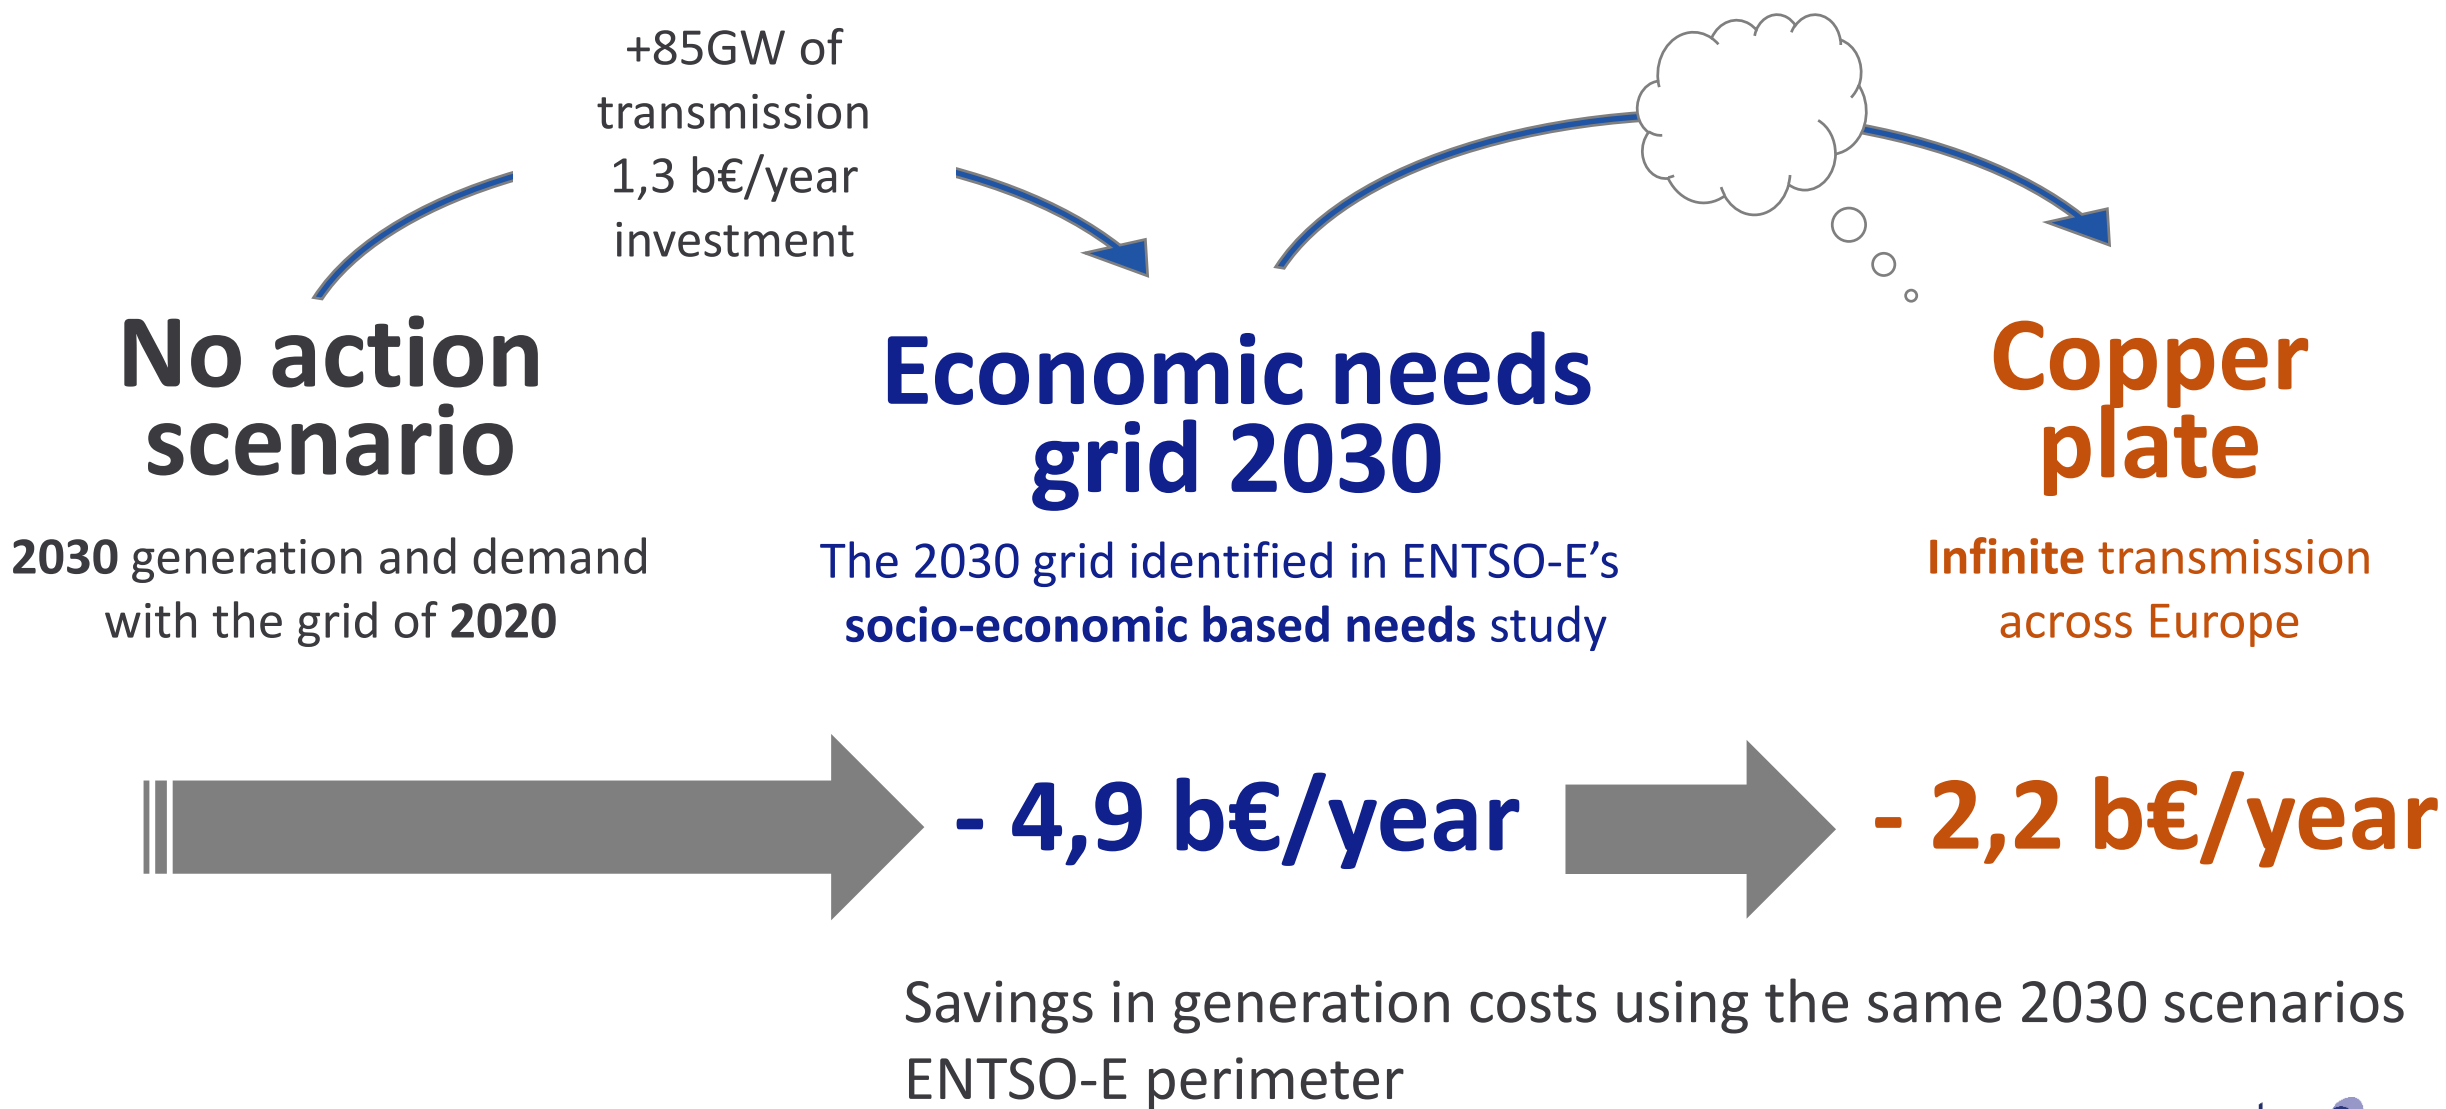 +85GW of
transmission
1,3 b€/year
investment
No action
scenario
2030 generation and demand
with the grid of 2020
Economic needs
grid 2030
The 2030 grid identified in ENTSO-E’s
socio-economic based needs study
Copper
plate
Infinite transmission
across Europe
- 4,9 b€/year
- 2,2 b€/year
Savings in generation costs using the same 2030 scenarios
ENTSO-E perimeter